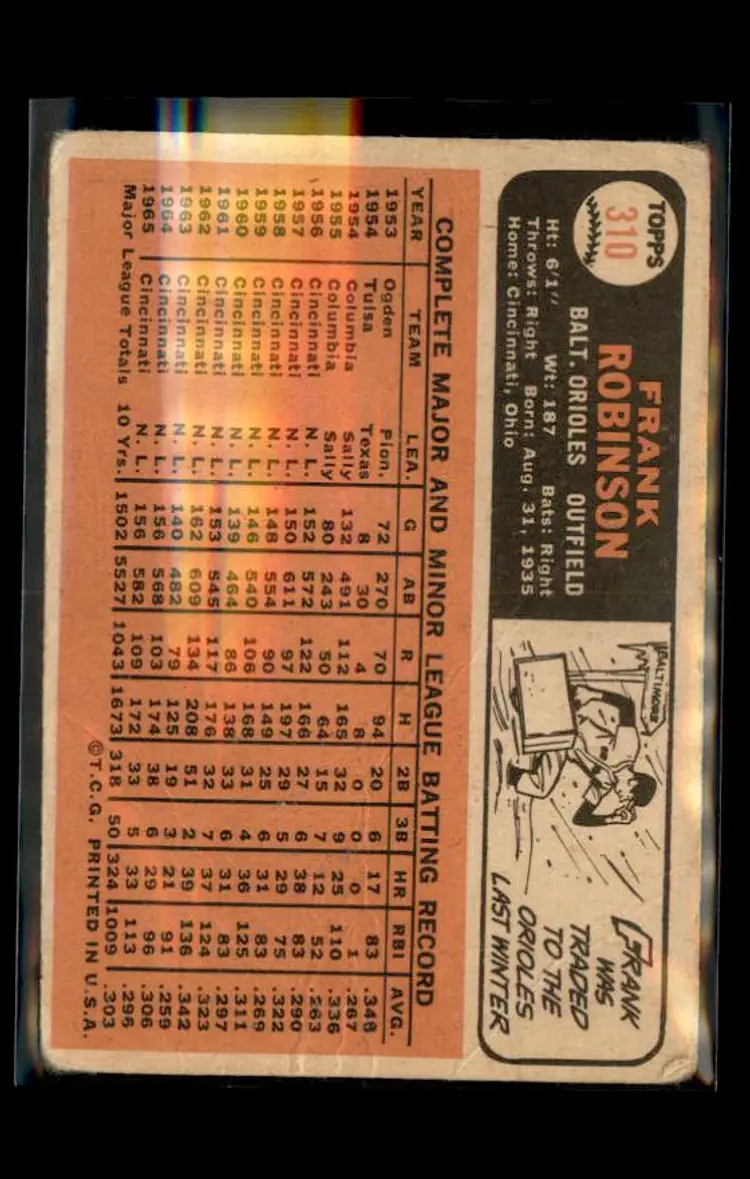 TOPPS
310
FRANK
ROBINSON
BALT. ORIOLES OUTFIELD
Ht: 6'1" Wt: 187 Bats: Right
Throws: Right Born: Aug. 31, 1935
Home: Cincinnati, Ohio
BALTIMORE
FRANK
WAS
TRADED
TO THE
ORIOLES
LAST WINTER
COMPLETE MAJOR AND MINOR LEAGUE BATTING RECORD
YEAR TEAM LEA. G AB R H 2B 3B HR RBI AVG.
1953 Ogden Pion. 72 270 70 94 20 6 17 83 .348
1954 Tulsa Texas 8 30 4 8 0 0 0 1 .267
1954 Columbia Sally 132 491 112 165 32 9 25 110 .336
1955 Columbia Sally 80 243 50 64 15 7 12 52 .263
1956 Cincinnati N. L. 152 572 122 166 27 6 38 83 .290
1957 Cincinnati N. L. 150 611 97 197 29 5 29 75 .322
1958 Cincinnati N. L. 148 554 90 149 25 6 31 83 .269
1959 Cincinnati N. L. 146 540 106 168 31 4 36 125 .311
1960 Cincinnati N. L. 139 464 86 138 33 6 31 83 .297
1961 Cincinnati N. L. 153 545 117 176 32 7 37 124 .323
1962 Cincinnati N. L. 162 609 134 208 51 2 39 136 .342
1963 Cincinnati N. L. 140 482 79 125 19 3 21 91 .259
1964 Cincinnati N. L. 156 568 103 174 38 6 29 96 .306
1965 Cincinnati N. L. 156 582 109 172 33 5 33 113 .296
Major League Totals 10 Yrs. 1502 5527 1043 1673 318 50 324 1009 .303
©T.C.G. PRINTED IN U.S.A.